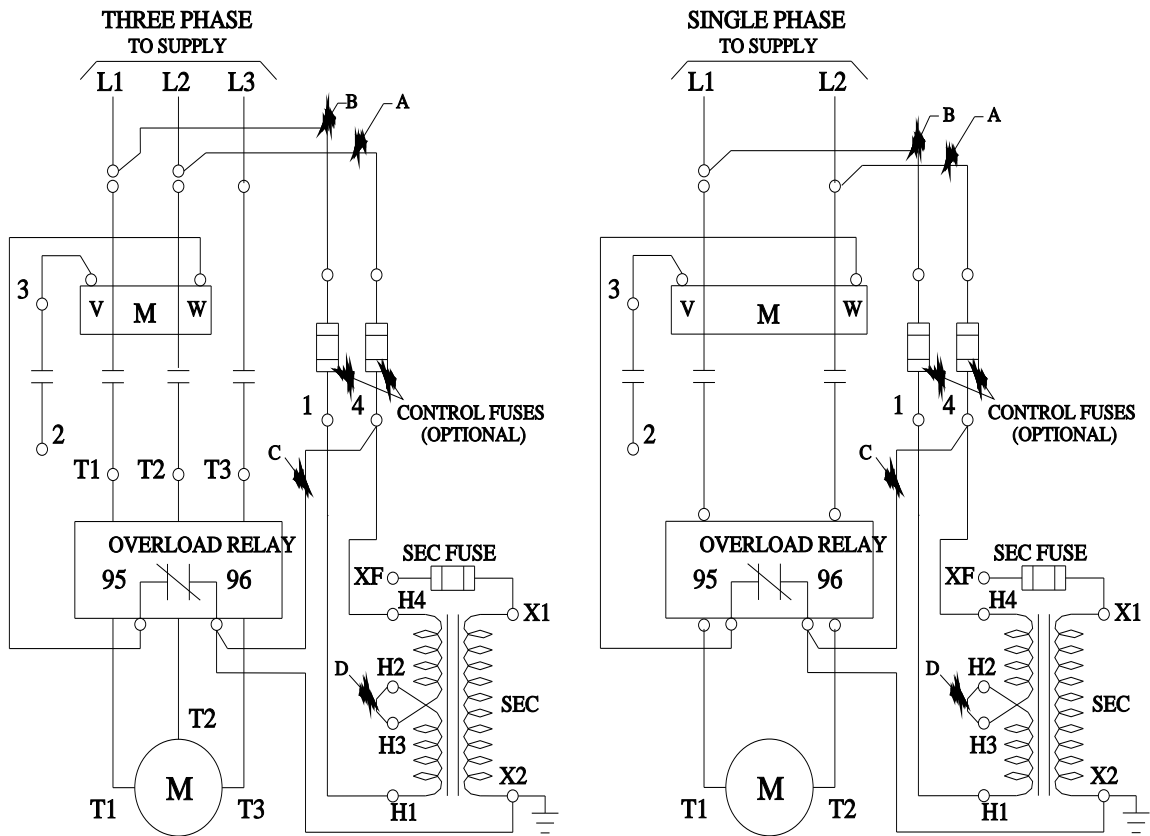 THREE PHASE
TO SUPPLY
L1 L2 L3
B A
3
V M W
1 4
CONTROL FUSES
(OPTIONAL)
2
C
T1 T2 T3
OVERLOAD RELAY
95 96
SEC FUSE
XF
H4 X1
D H2
SEC
H3
T2
M
T1 T3
X2
H1
SINGLE PHASE
TO SUPPLY
L1 L2
B A
3
V M W
1 4
CONTROL FUSES
(OPTIONAL)
2
C
OVERLOAD RELAY
95 96
SEC FUSE
XF
H4 X1
D H2
SEC
H3
M
T1 T2
X2
H1